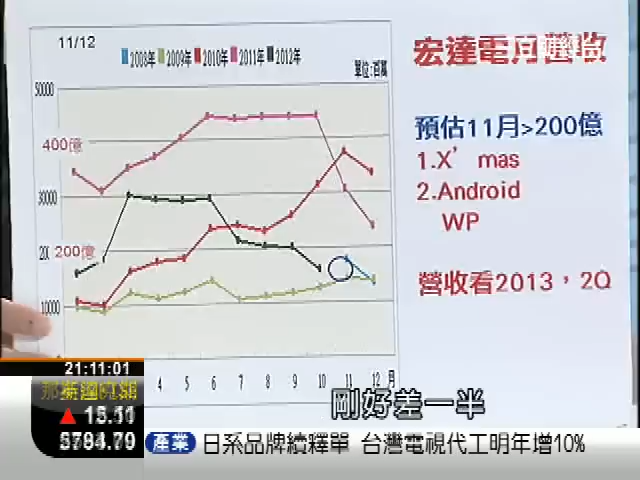 11/12
2008年 2009年 2010年 2011年 2012年
單位:百萬
50000
400億
30000
200億
10000
4 5 6 7 8 9 10 11 12 月
宏達電月營收
預估11月>200億
1.X’ mas
2.Android
WP
營收看2013，2Q
21:11:01
剛好差一半
產業 日系品牌續釋單 台灣電視代工明年增10%